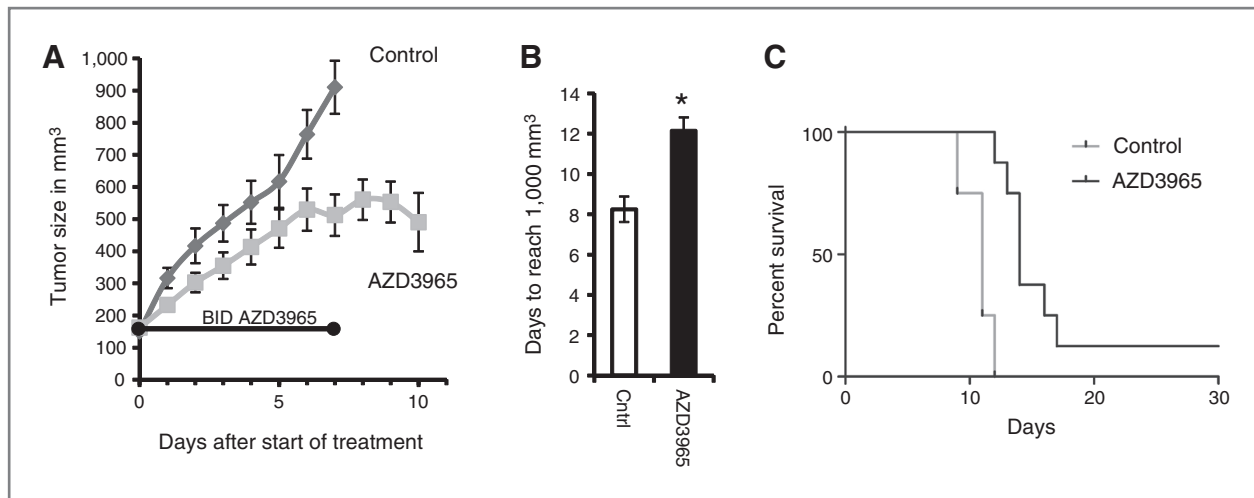 A
Control
1,000
900
800
700
600
500
400
300
200
100
0
Tumor size in mm³
AZD3965
BID AZD3965
0
5
10
Days after start of treatment
B
*
14
12
10
8
6
4
2
0
Days to reach 1,000 mm³
Cntrl
AZD3965
C
100
50
0
Percent survival
Control
AZD3965
0
10
20
30
Days